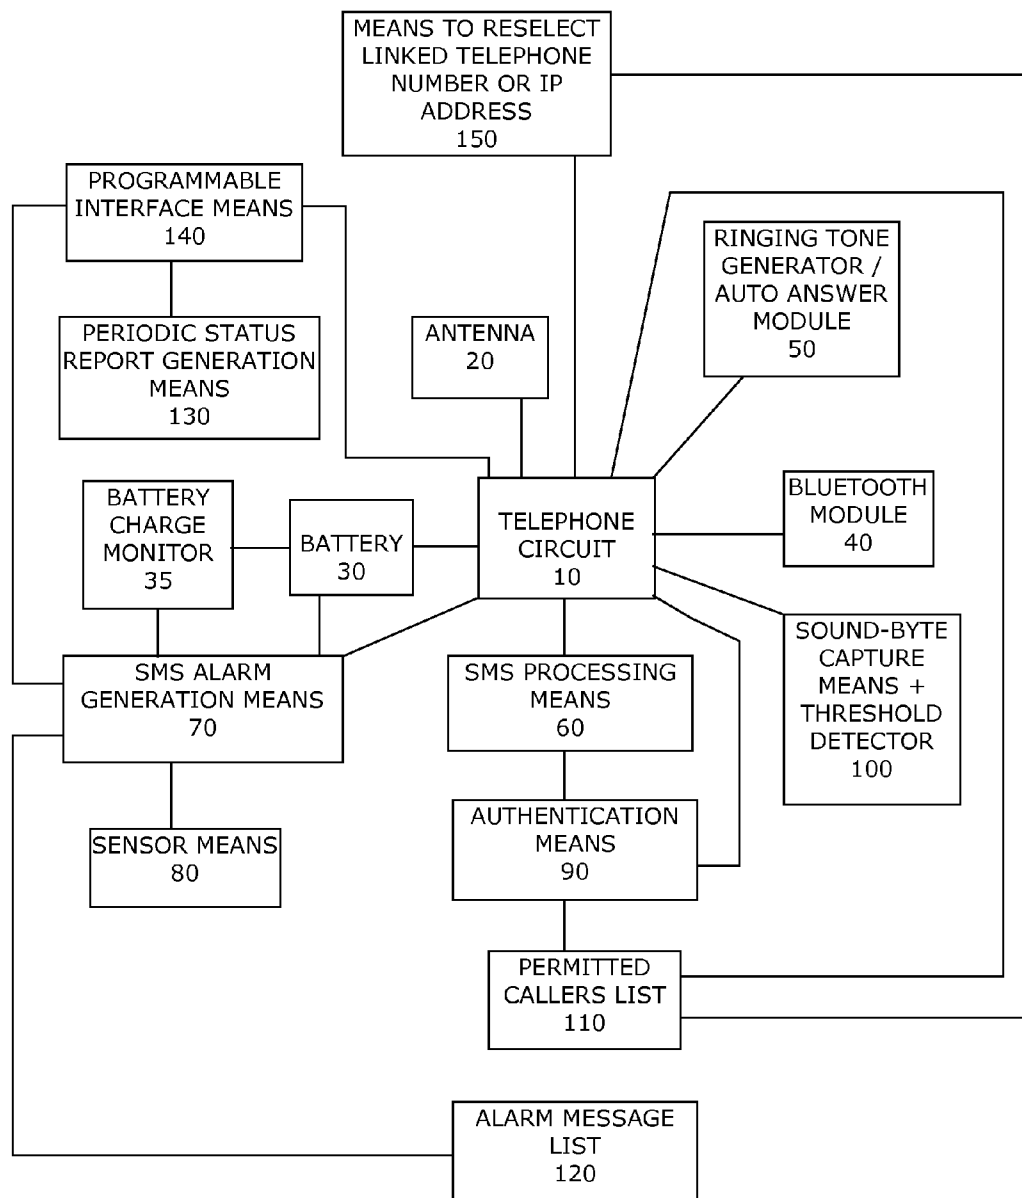 MEANS TO RESELECT
LINKED TELEPHONE
NUMBER OR IP
ADDRESS
150
PROGRAMMABLE
INTERFACE MEANS
140
RINGING TONE
GENERATOR /
AUTO ANSWER
MODULE
50
PERIODIC STATUS
REPORT GENERATION
MEANS
130
ANTENNA
20
BATTERY
CHARGE
MONITOR
35
BATTERY
30
TELEPHONE
CIRCUIT
10
BLUETOOTH
MODULE
40
SMS ALARM
GENERATION MEANS
70
SMS PROCESSING
MEANS
60
SOUND-BYTE
CAPTURE
MEANS +
THRESHOLD
DETECTOR
100
SENSOR MEANS
80
AUTHENTICATION
MEANS
90
PERMITTED
CALLERS LIST
110
ALARM MESSAGE
LIST
120